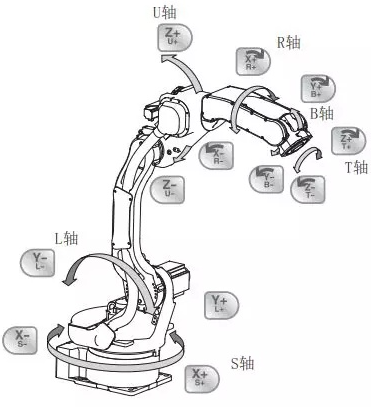 U轴
Z+
U+
R轴
X+
R+
Y+
B+
B轴
Z+
T+
X-
R-
T轴
Y-
B-
Z-
T-
Z-
U-
L轴
Y-
L-
Y+
L+
X-
S-
S轴
X+
S+